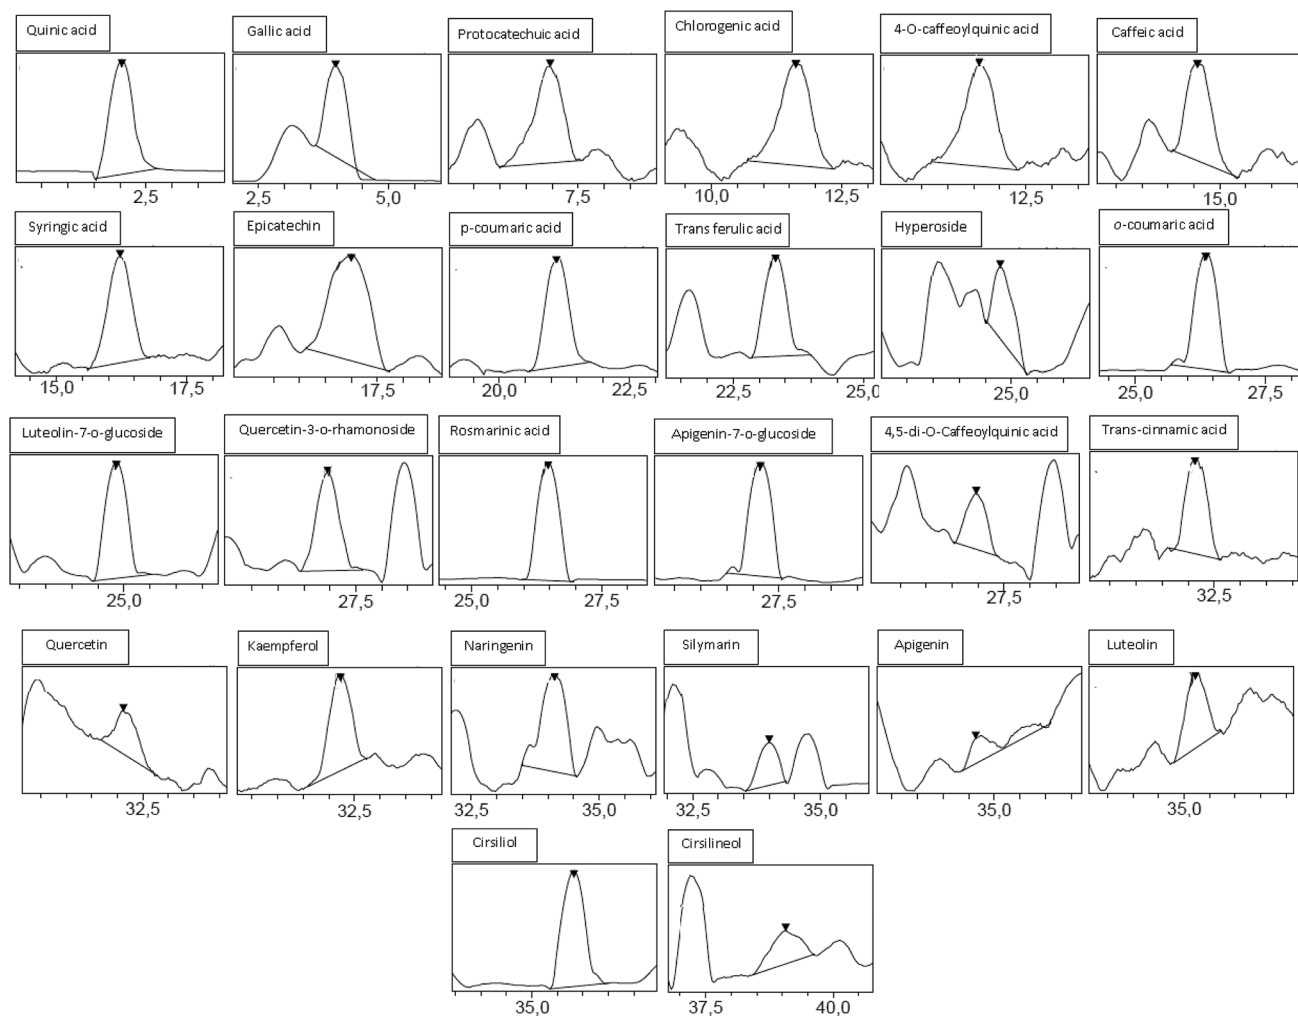 Quinic acid
Gallic acid
Protocatechuic acid
Chlorogenic acid
4-O-caffeoylquinic acid
Caffeic acid
2,5
2,5 5,0
7,5
10,0 12,5
12,5
15,0
Syringic acid
Epicatechin
p-coumaric acid
Trans ferulic acid
Hyperoside
o-coumaric acid
15,0 17,5
17,5
20,0 22,5
22,5 25,0
25,0
25,0 27,5
Luteolin-7-o-glucoside
Quercetin-3-o-rhamonoside
Rosmarinic acid
Apigenin-7-o-glucoside
4,5-di-O-Caffeoylquinic acid
Trans-cinnamic acid
25,0
27,5
25,0 27,5
27,5
27,5
32,5
Quercetin
Kaempferol
Naringenin
Silymarin
Apigenin
Luteolin
32,5
32,5
32,5 35,0
32,5 35,0
35,0
35,0
Cirsiliol
Cirsilineol
35,0
37,5 40,0